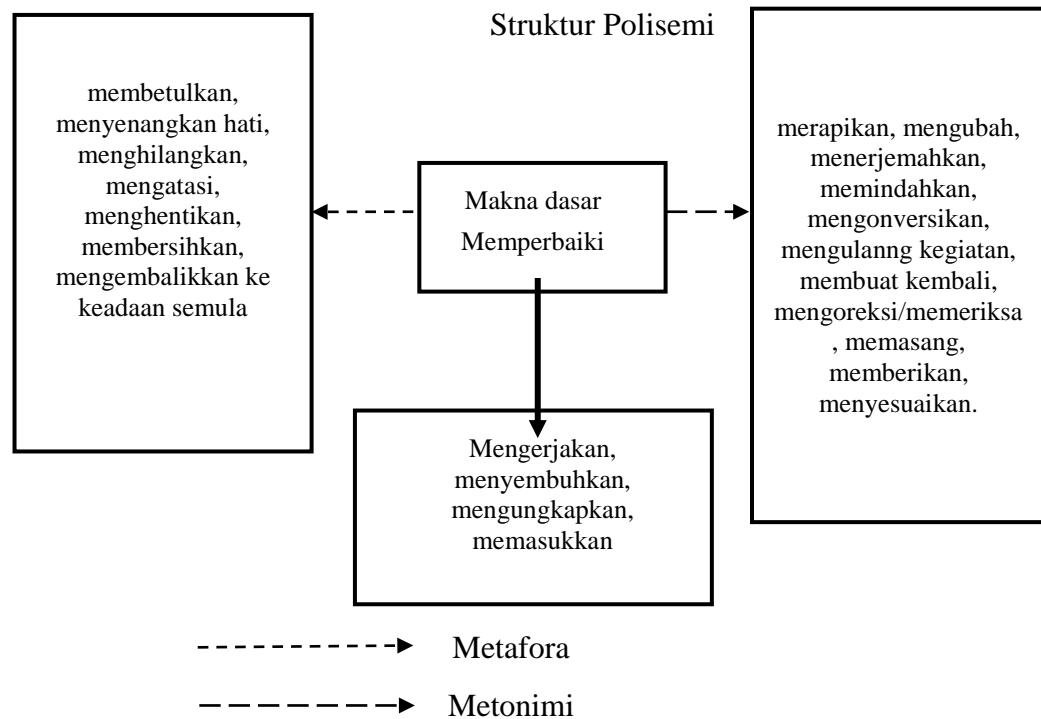 Struktur Polisemi
membetulkan,
menyenangkan hati,
menghilangkan,
mengatasi,
menghentikan,
membersihkan,
mengembalikkan ke
keadaan semula
Makna dasar
Memperbaiki
merapikan, mengubah,
menerjemahkan,
memindahkan,
mengonversikan,
mengulanng kegiatan,
membuat kembali,
mengoreksi/memeriksa
, memasang,
memberikan,
menyesuaikan.
Mengerjakan,
menyembuhkan,
mengungkapkan,
memasukkan
Metafora
Metonimi